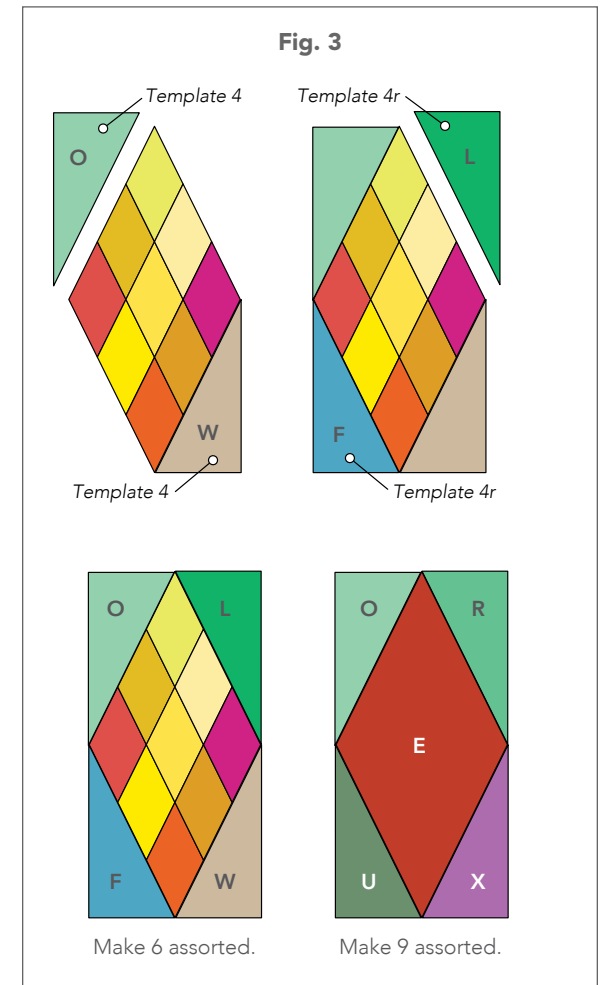 Fig. 3
Template 4
Template 4r
O
L
W
F
Template 4
Template 4r
O
L
O
R
E
F
W
U
X
Make 6 assorted.
Make 9 assorted.